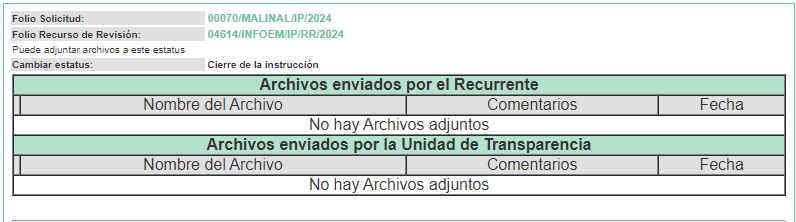 Folio Solicitud: 00070/MALINAL/IP/2024
Folio Recurso de Revisión: 04614/INFOEM/IP/RR/2024
Puede adjuntar archivos a este estatus
Cambiar estatus: Cierre de la instrucción
Archivos enviados por el Recurrente
Nombre del Archivo Comentarios Fecha
No hay Archivos adjuntos
Archivos enviados por la Unidad de Transparencia
Nombre del Archivo Comentarios Fecha
No hay Archivos adjuntos